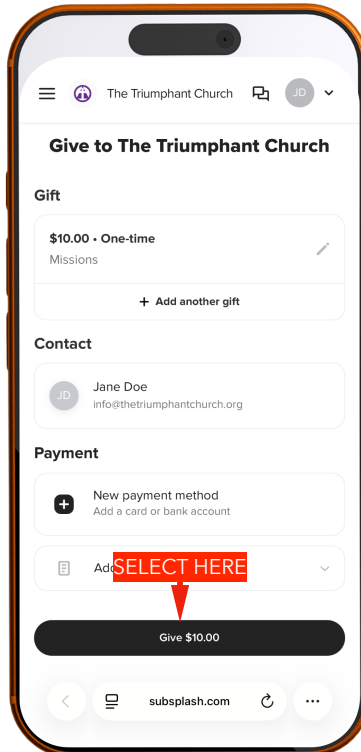 The Triumphant Church
JD
Give to The Triumphant Church
Gift
$10.00 • One-time
Missions
+ Add another gift
Contact
JD
Jane Doe
info@thetriumphantchurch.org
Payment
New payment method
Add a card or bank account
SELECT HERE
Give $10.00
subsplash.com